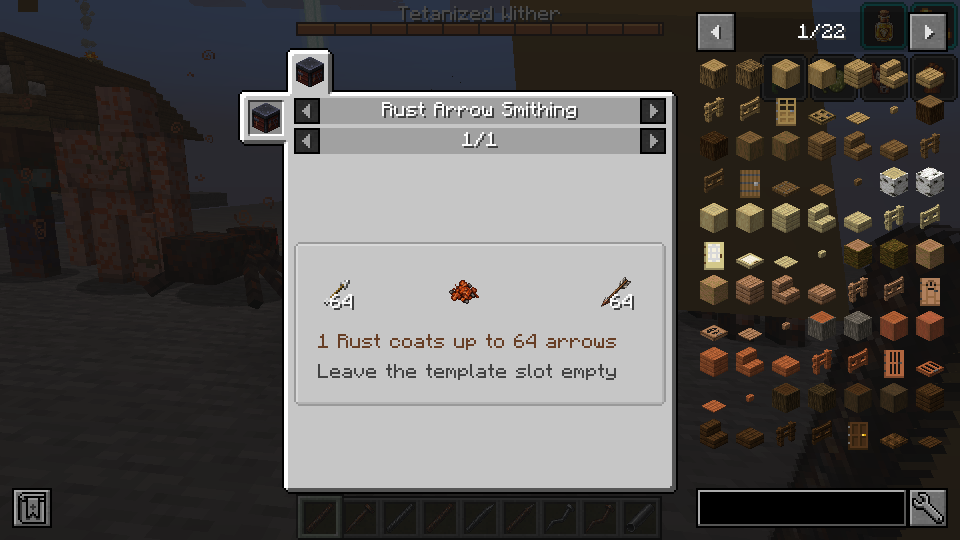 Tetanized Wither
1/22
Rust Arrow Smithing
1/1
64
64
1 Rust coats up to 64 arrows
Leave the template slot empty